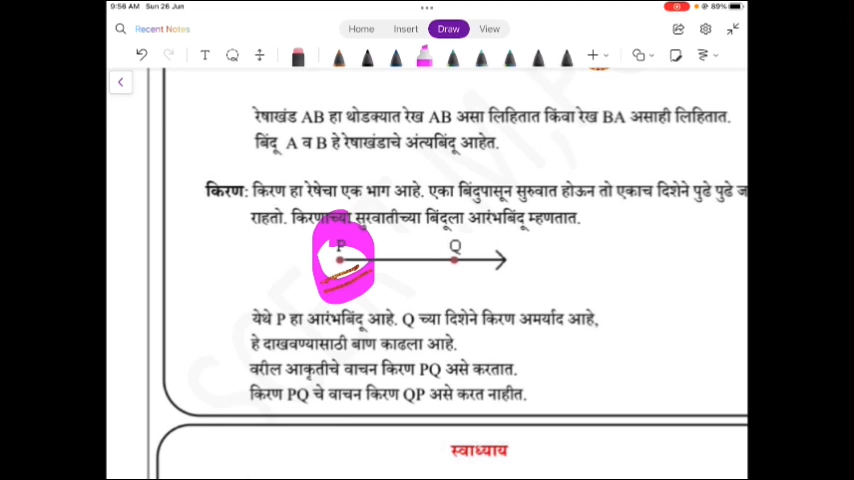 9:56 AM Sun 26 Jun
89%
Recent Notes
Home Insert Draw View
रेषाखंड AB हा थोडक्यात रेख AB असा लिहितात किंवा रेख BA असाही लिहितात.
बिंदू A व B हे रेषाखंडाचे अंत्यबिंदू आहेत.
किरण: किरण हा रेषेचा एक भाग आहे. एका बिंदुपासून सुरुवात होऊन तो एकाच दिशेने पुढे पुढे ज
राहतो. किरणाच्या सुरवातीच्या बिंदूला आरंभबिंदू म्हणतात.
P Q
येथे P हा आरंभबिंदू आहे. Q च्या दिशेने किरण अमर्याद आहे,
हे दाखवण्यासाठी बाण काढला आहे.
वरील आकृतीचे वाचन किरण PQ असे करतात.
किरण PQ चे वाचन किरण QP असे करत नाहीत.
स्वाध्याय